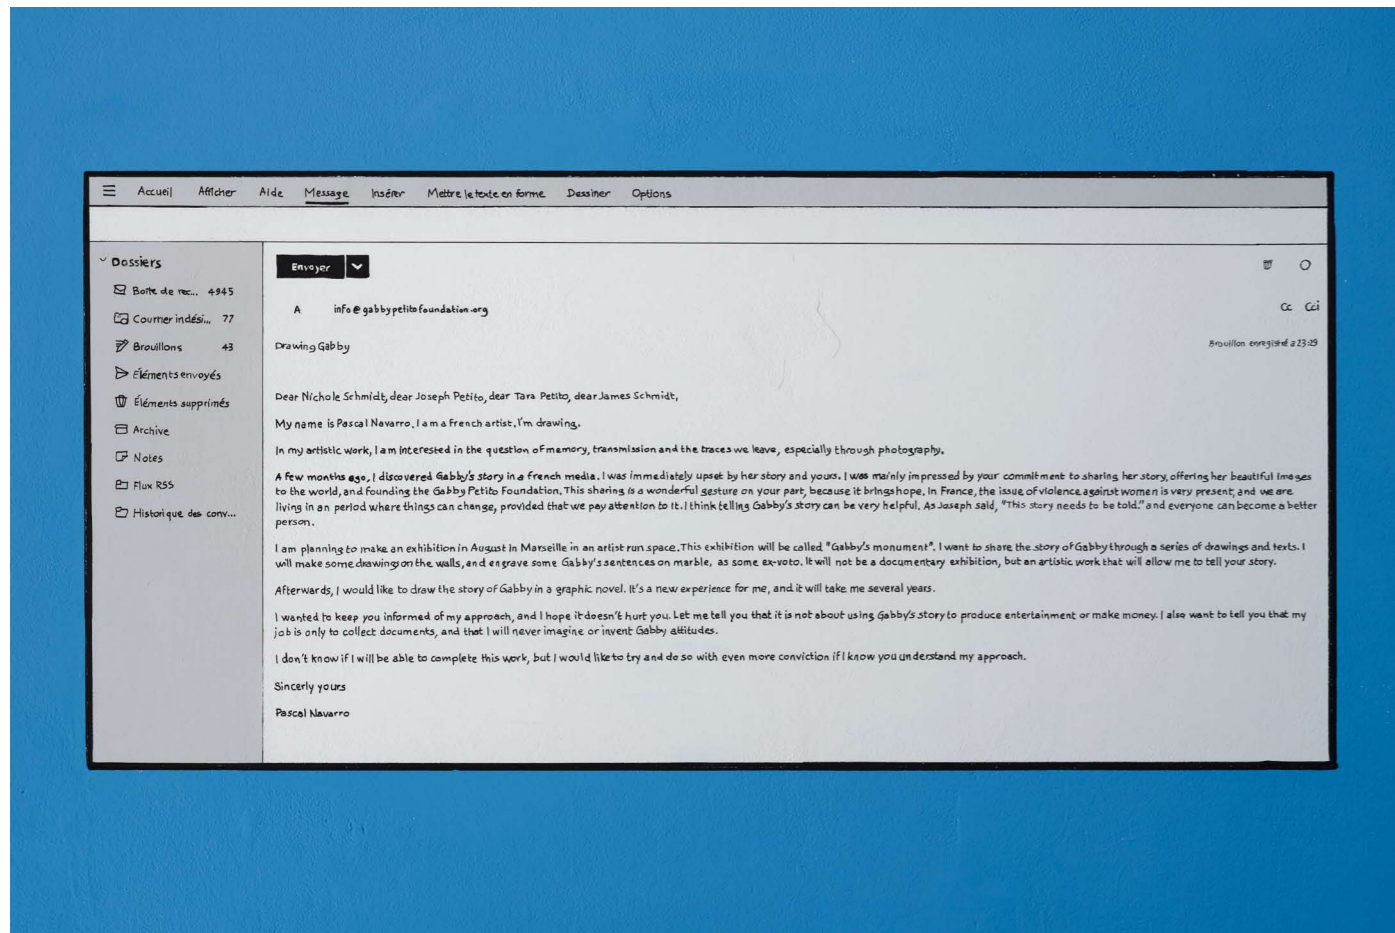 Accueil Afficher Aide Message Insérer Mettre le texte en forme Dessiner Options
Dossiers
Boîte de rec... 4945
Courrier indési... 77
Brouillons 43
Éléments envoyés
Éléments supprimés
Archive
Notes
Flux RSS
Historique des conv...
Envoyer
A info@gabbypetitofoundation.org
Cc Cci
Drawing Gabby
Brouillon enregistré à 23:29
Dear Nichole Schmidt, dear Joseph Petito, dear Tara Petito, dear James Schmidt,
My name is Pascal Navarro, I am a french artist, I'm drawing.
In my artistic work, I am interested in the question of memory, transmission and the traces we leave, especially through photography.
A few months ago, I discovered Gabby's story in a french media. I was immediately upset by her story and yours. I was mainly impressed by your commitment to sharing her story, offering her beautiful images
to the world, and founding the Gabby Petito Foundation. This sharing is a wonderful gesture on your part, because it brings hope. In France, the issue of violence against women is very present, and we are
living in an period where things can change, provided that we pay attention to it. I think telling Gabby's story can be very helpful. As Joseph said, "This story needs to be told." and everyone can become a better
person.
I am planning to make an exhibition in August in Marseille in an artist run space. This exhibition will be called "Gabby's monument". I want to share the story of Gabby through a series of drawings and texts. I
will make some drawings on the walls, and engrave some Gabby's sentences on marble, as some ex-voto. It will not be a documentary exhibition, but an artistic work that will allow me to tell your story.
Afterwards, I would like to draw the story of Gabby in a graphic novel. It's a new experience for me, and it will take me several years.
I wanted to keep you informed of my approach, and I hope it doesn't hurt you. Let me tell you that it is not about using Gabby's story to produce entertainment or make money. I also want to tell you that my
job is only to collect documents, and that I will never imagine or invent Gabby attitudes.
I don't know if I will be able to complete this work, but I would like to try and do so with even more conviction if I know you understand my approach.
Sincerly yours
Pascal Navarro